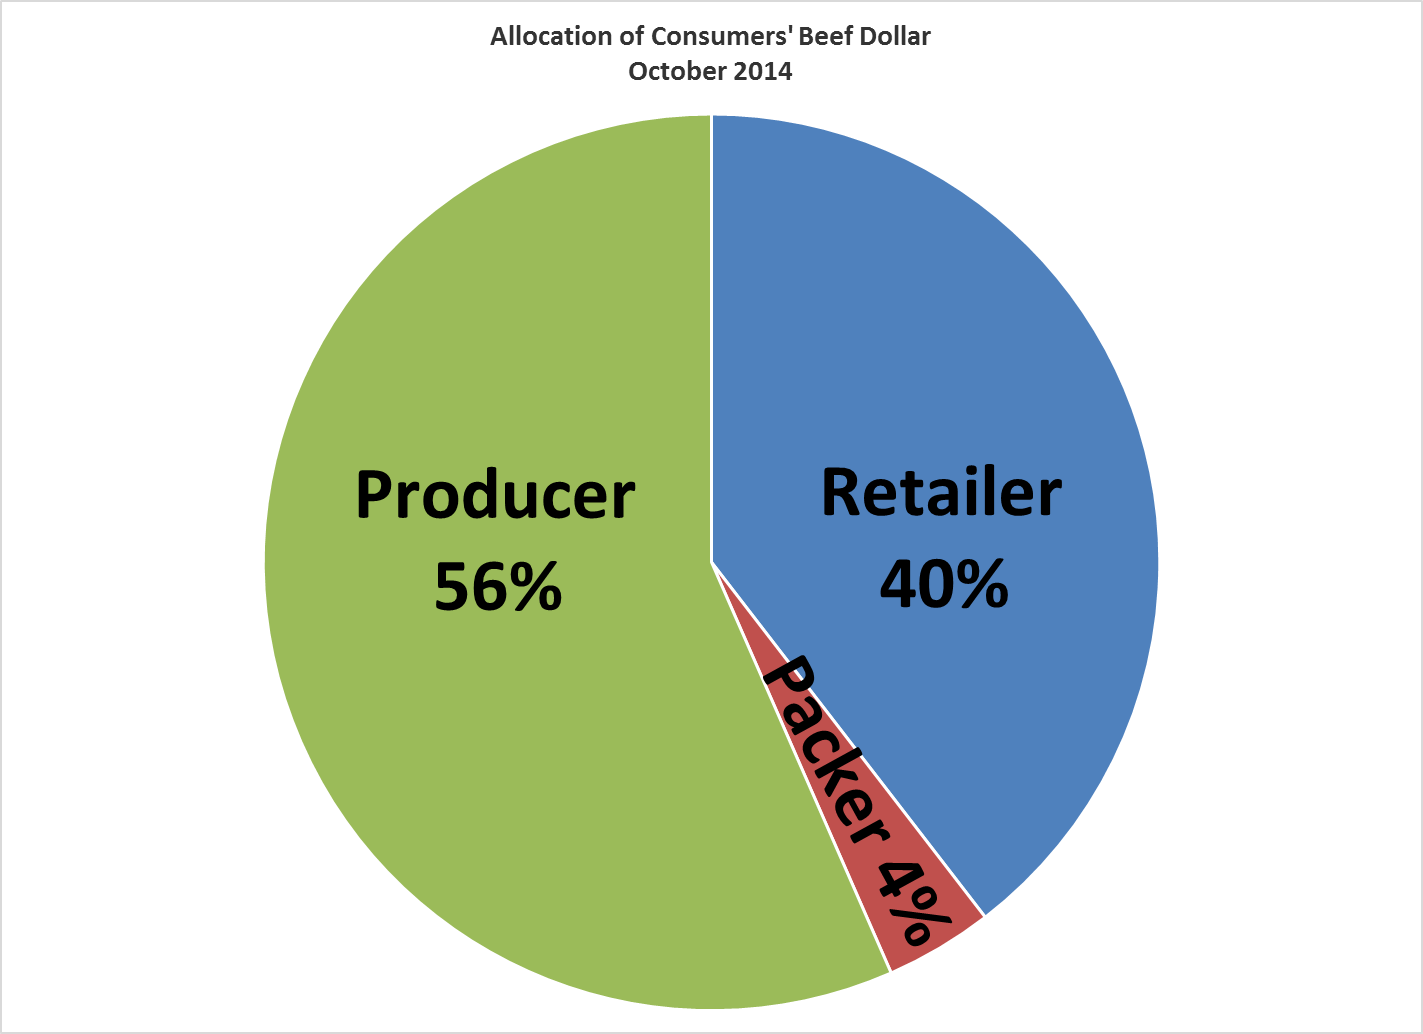 Allocation of Consumers' Beef Dollar
October 2014
Producer
56%
Retailer
40%
Packer 4%